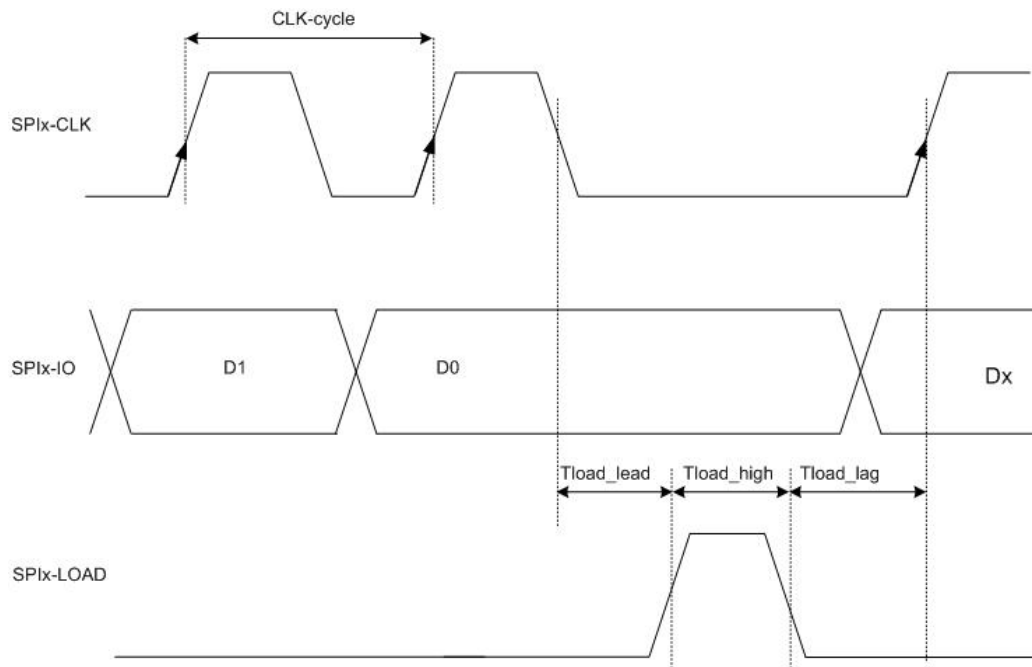 CLK-cycle
SPIx-CLK
SPIx-IO
D1
D0
Dx
Tload_lead
Tload_high
Tload_lag
SPIx-LOAD